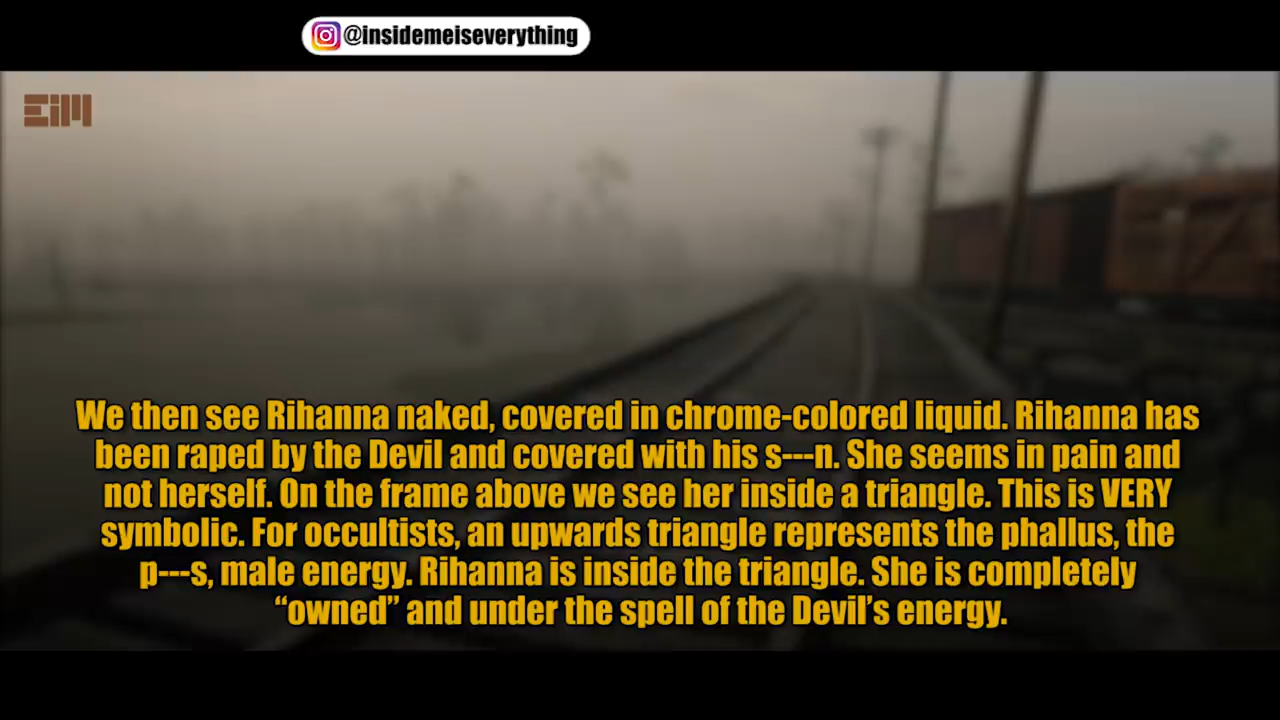 @insidemeiseverything
EiM
We then see Rihanna naked, covered in chrome-colored liquid. Rihanna has
been raped by the Devil and covered with his s---n. She seems in pain and
not herself. On the frame above we see her inside a triangle. This is VERY
symbolic. For occultists, an upwards triangle represents the phallus, the
p---s, male energy. Rihanna is inside the triangle. She is completely
“owned” and under the spell of the Devil’s energy.